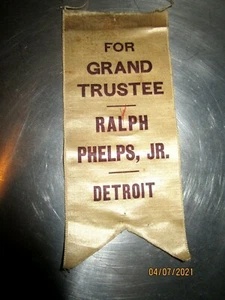 FOR
GRAND
TRUSTEE
RALPH
PHELPS, JR.
DETROIT
04/07/2021